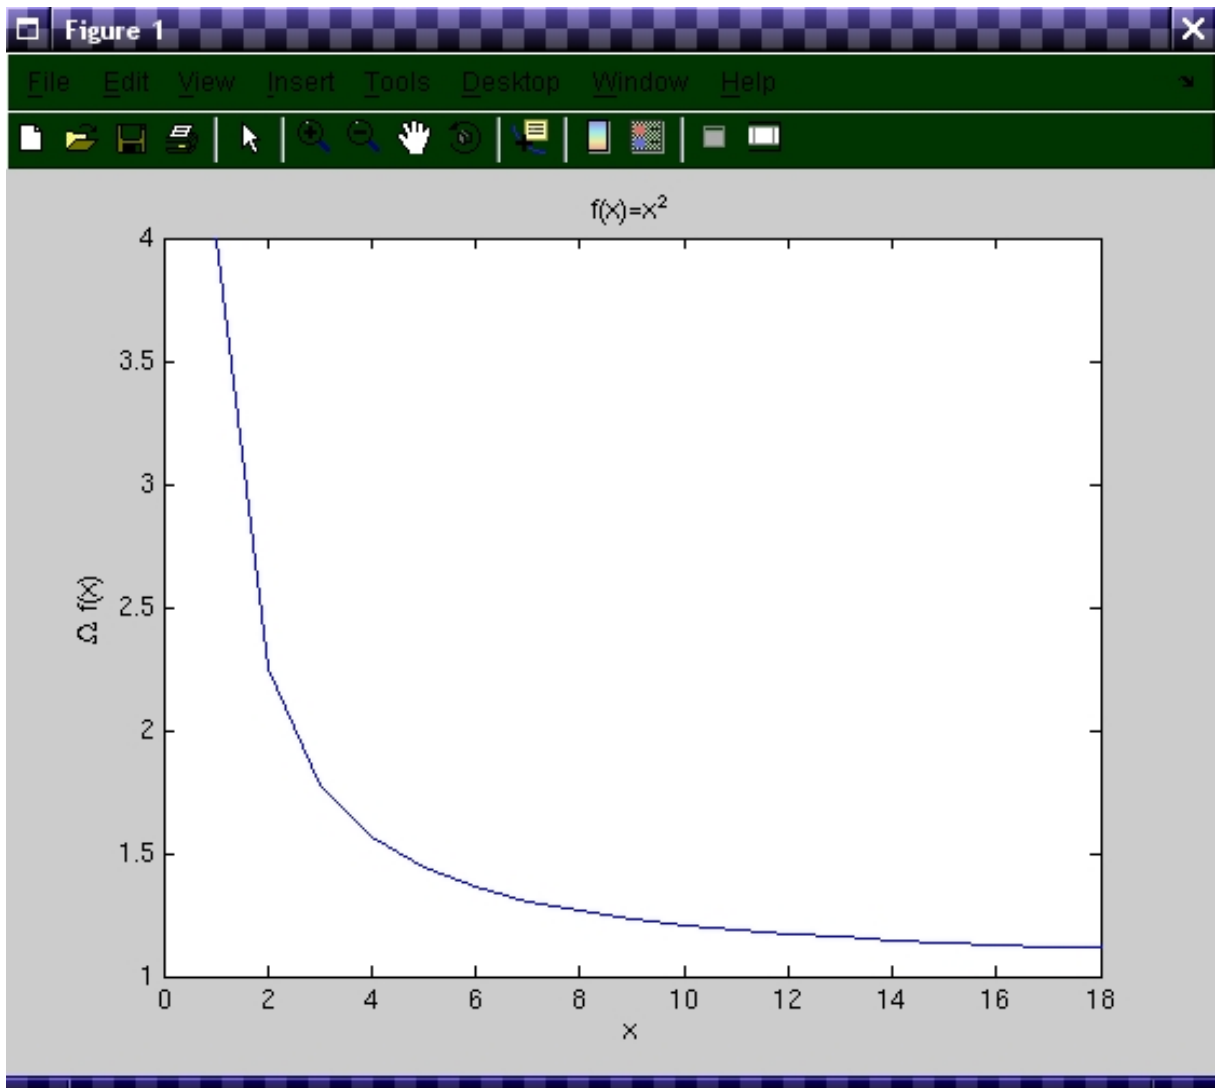 Figure 1
File Edit View Insert Tools Desktop Window Help
f(x)=x²
4
3.5
3
2.5
2
1.5
1
Ω f(x)
0 2 4 6 8 10 12 14 16 18
x